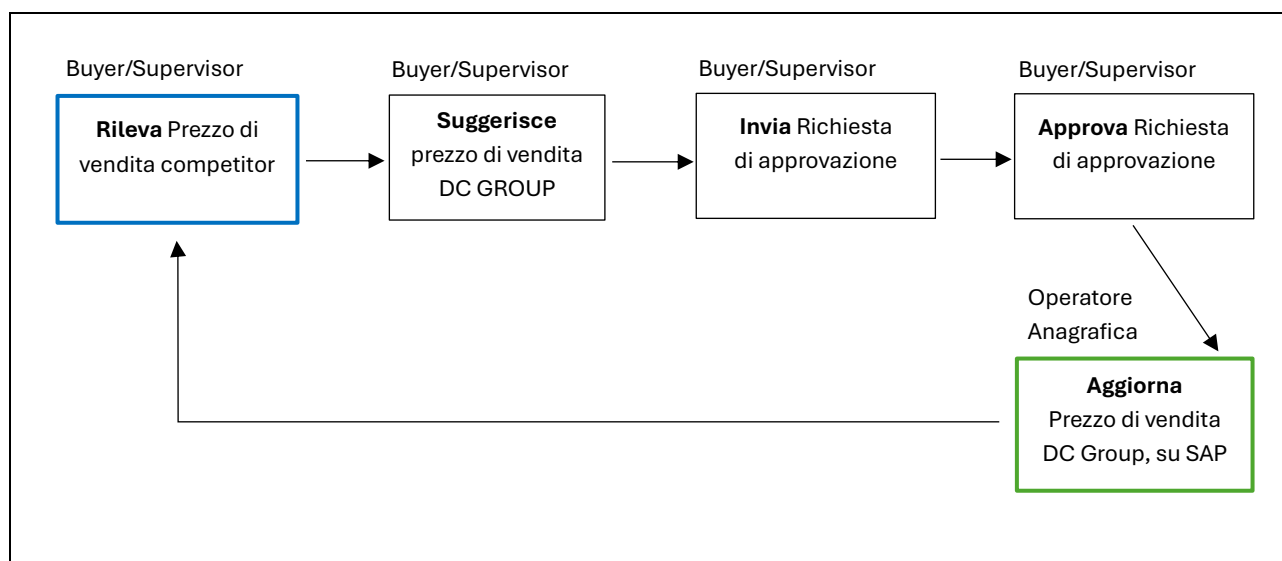 Buyer/Supervisor
Rileva Prezzo di
vendita competitor
Buyer/Supervisor
Suggerisce
prezzo di vendita
DC GROUP
Buyer/Supervisor
Invia Richiesta
di approvazione
Buyer/Supervisor
Approva Richiesta
di approvazione
Operatore
Anagrafica
Aggiorna
Prezzo di vendita
DC Group, su SAP